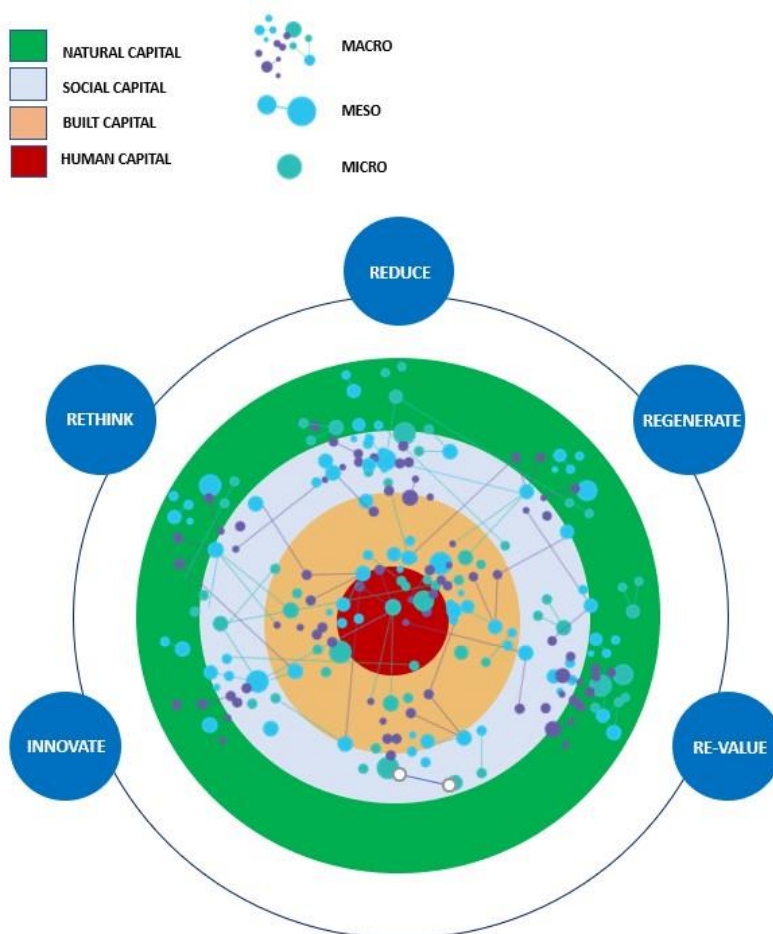 NATURAL CAPITAL
SOCIAL CAPITAL
BUILT CAPITAL
HUMAN CAPITAL
MACRO
MESO
MICRO
REDUCE
RETHINK
REGENERATE
INNOVATE
RE-VALUE